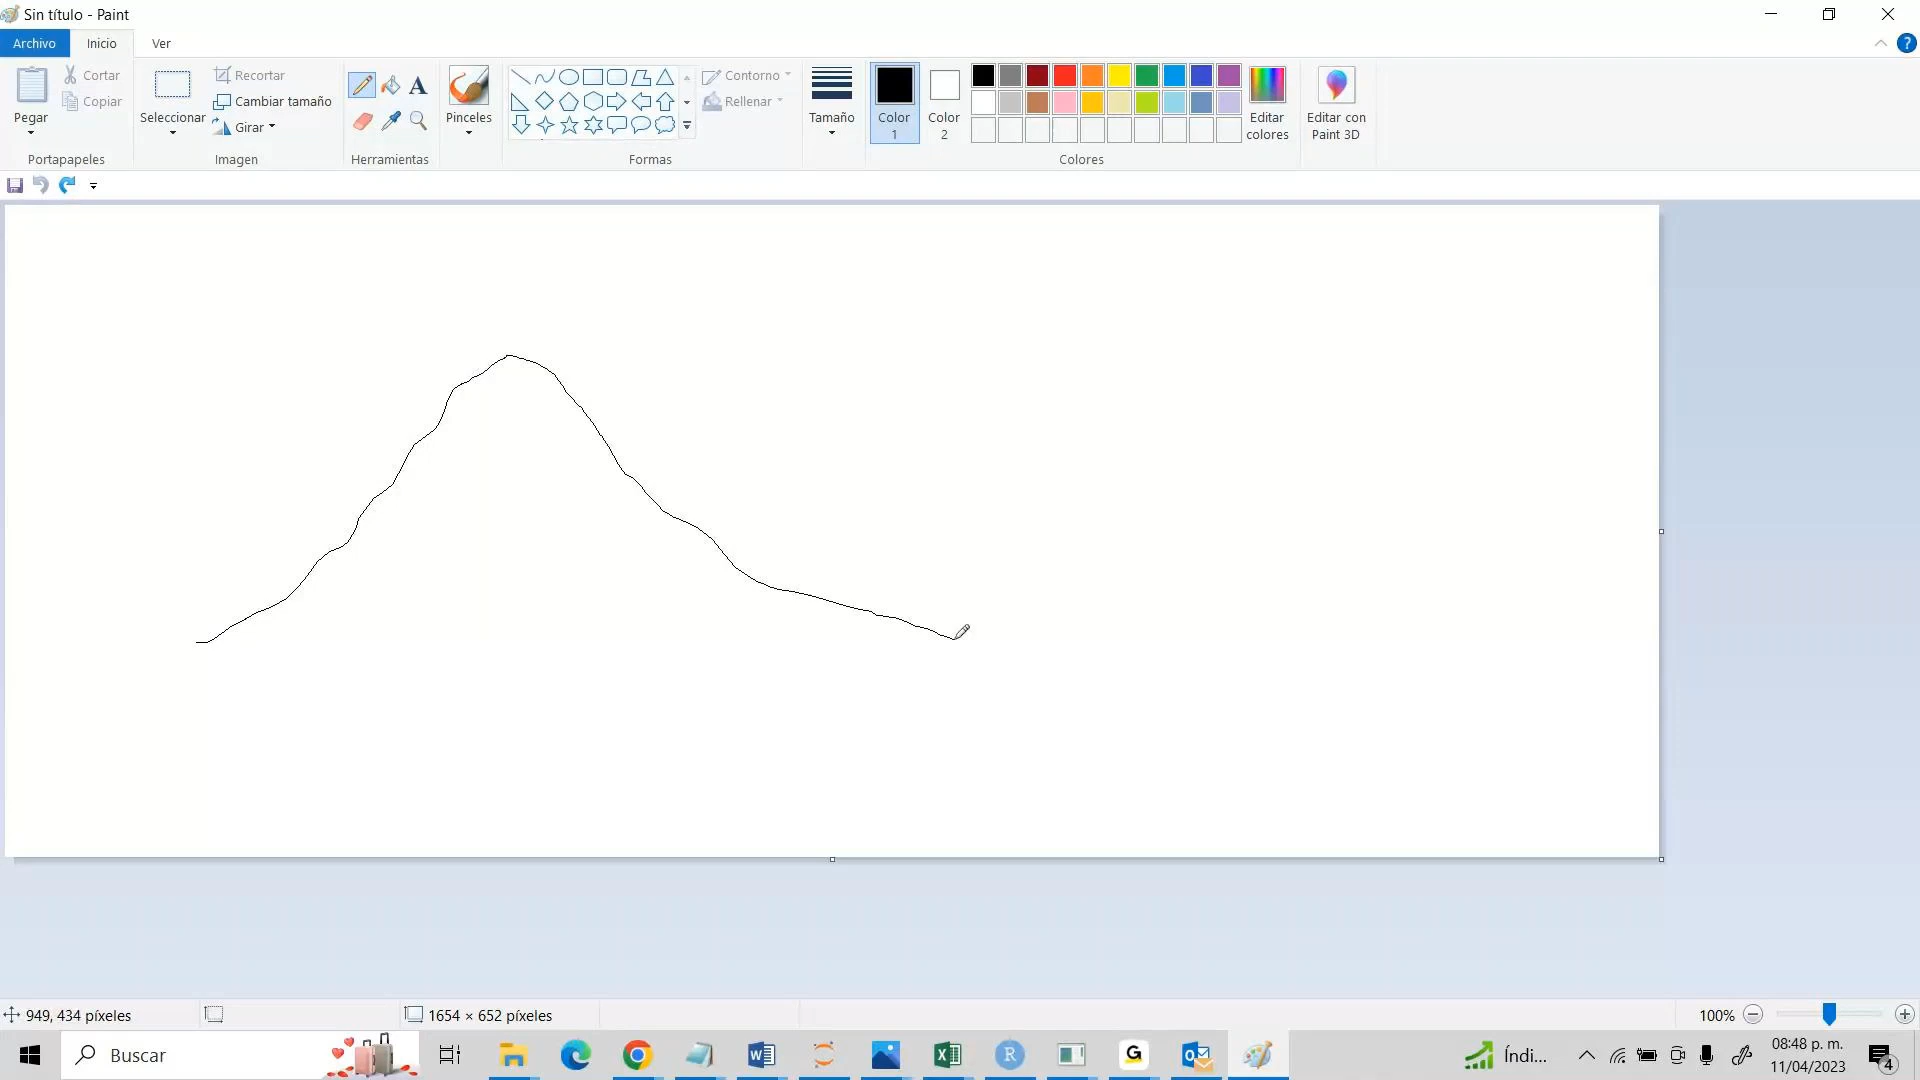 Sin título - Paint
Archivo Inicio Ver
Pegar
Cortar
Copiar
Portapapeles
Seleccionar
Recortar
Cambiar tamaño
Girar
Imagen
A
Herramientas
Pinceles
Contorno
Rellenar
Formas
Tamaño
Color 1
Color 2
Editar colores
Colores
Editar con Paint 3D
949, 434 píxeles
1654 × 652 píxeles
100%
Buscar
Índi...
08:48 p. m.
11/04/2023
4